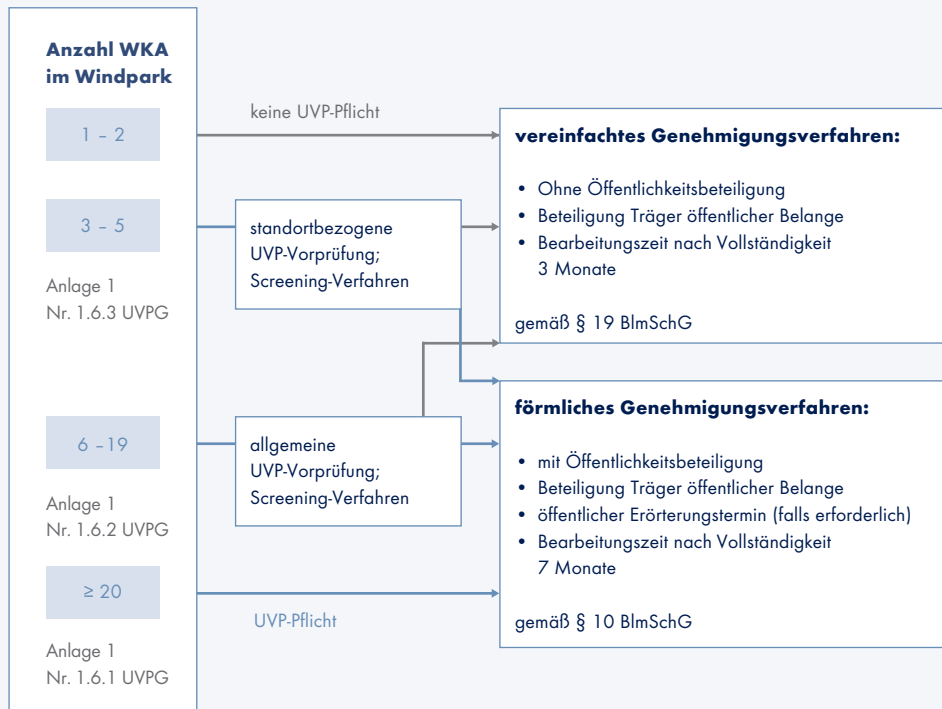 Anzahl WKA
im Windpark
1 – 2
keine UVP-Pflicht
3 – 5
Anlage 1
Nr. 1.6.3 UVPG
standortbezogene
UVP-Vorprüfung;
Screening-Verfahren
6 –19
Anlage 1
Nr. 1.6.2 UVPG
allgemeine
UVP-Vorprüfung;
Screening-Verfahren
≥ 20
Anlage 1
Nr. 1.6.1 UVPG
UVP-Pflicht
vereinfachtes Genehmigungsverfahren:
• Ohne Öffentlichkeitsbeteiligung
• Beteiligung Träger öffentlicher Belange
• Bearbeitungszeit nach Vollständigkeit
3 Monate
gemäß § 19 BlmSchG
förmliches Genehmigungsverfahren:
• mit Öffentlichkeitsbeteiligung
• Beteiligung Träger öffentlicher Belange
• öffentlicher Erörterungstermin (falls erforderlich)
• Bearbeitungszeit nach Vollständigkeit
7 Monate
gemäß § 10 BlmSchG